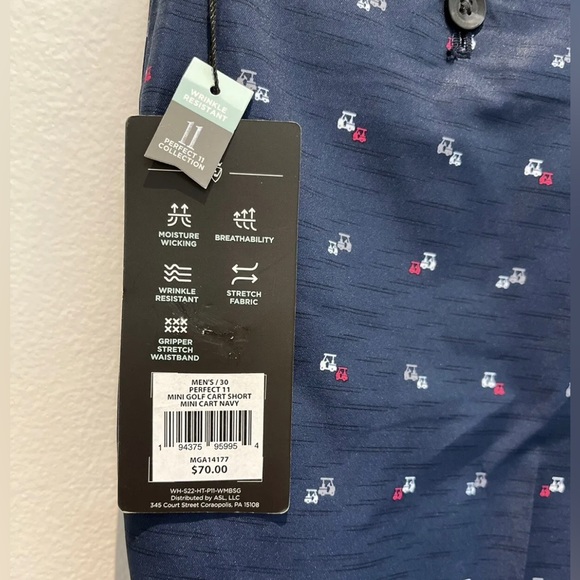 WRINKLE
RESISTANT
11
PERFECT 11
COLLECTION
MOISTURE
WICKING
BREATHABILITY
WRINKLE
RESISTANT
STRETCH
FABRIC
GRIPPER
STRETCH
WAISTBAND
MEN'S / 30
PERFECT 11
MINI GOLF CART SHORT
MINI CART NAVY
1 94375 95995 4
MGA14177
$70.00
WH-S22-HT-P11-WMBSG
Distributed by ASL, LLC
345 Court Street Coraopolis, PA 15108